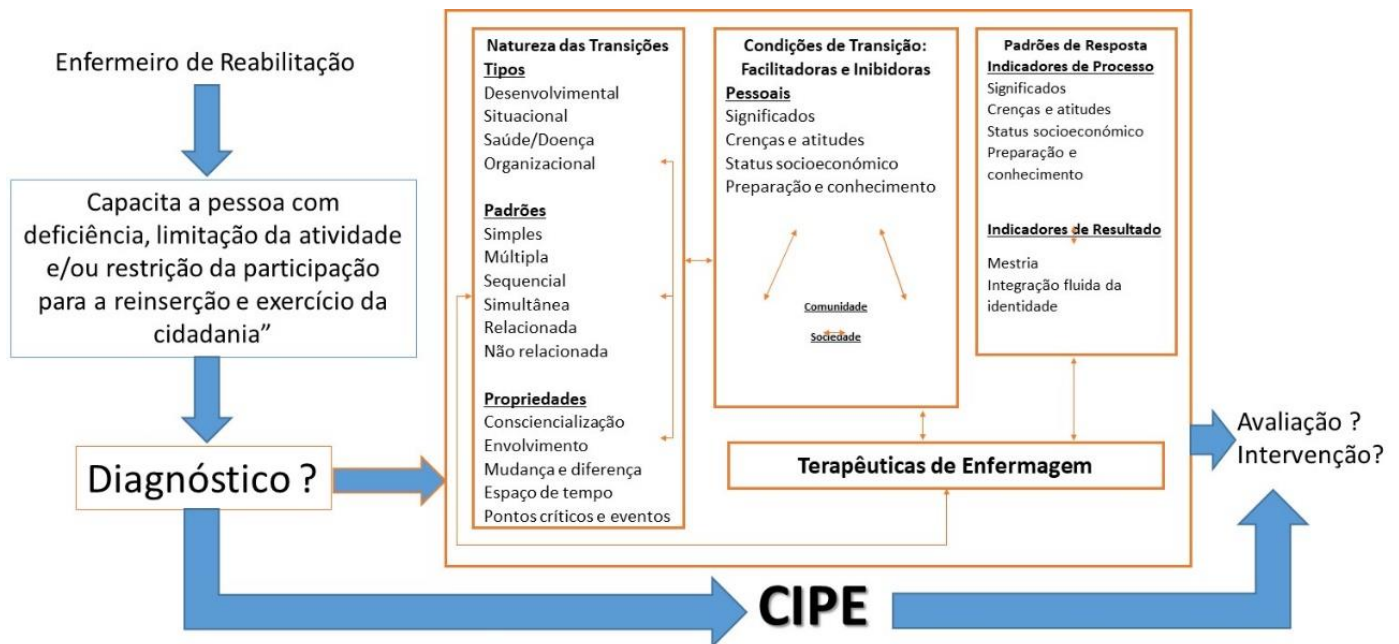 Enfermeiro de Reabilitação
Capacita a pessoa com
deficiência, limitação da atividade
e/ou restrição da participação
para a reinserção e exercício da
cidadania”
Diagnóstico ?
Natureza das Transições
Tipos
Desenvolvimental
Situacional
Saúde/Doença
Organizacional
Padrões
Simples
Múltipla
Sequencial
Simultânea
Relacionada
Não relacionada
Propriedades
Consciencialização
Envolvimento
Mudança e diferença
Espaço de tempo
Pontos críticos e eventos
Condições de Transição:
Facilitadoras e Inibidoras
Pessoais
Significados
Crenças e atitudes
Status socioeconómico
Preparação e conhecimento
Comunidade
Sociedade
Padrões de Resposta
Indicadores de Processo
Significados
Crenças e atitudes
Status socioeconómico
Preparação e
conhecimento
Indicadores de Resultado
Mestria
Integração fluida da
identidade
Terapêuticas de Enfermagem
Avaliação ?
Intervenção?
CIPE